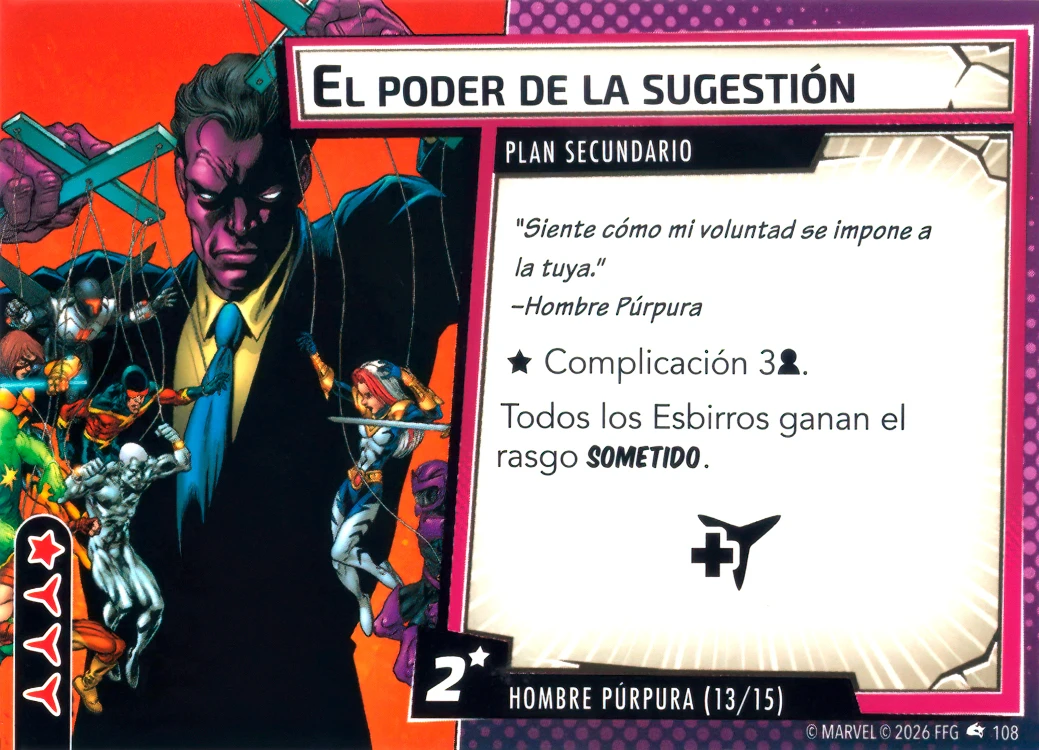 EL PODER DE LA SUGESTIÓN
PLAN SECUNDARIO
"Siente cómo mi voluntad se impone a
la tuya."
–Hombre Púrpura
★ Complicación 3.
Todos los Esbirros ganan el
rasgo SOMETIDO.
2★
HOMBRE PÚRPURA (13/15)
© MARVEL © 2026 FFG 108